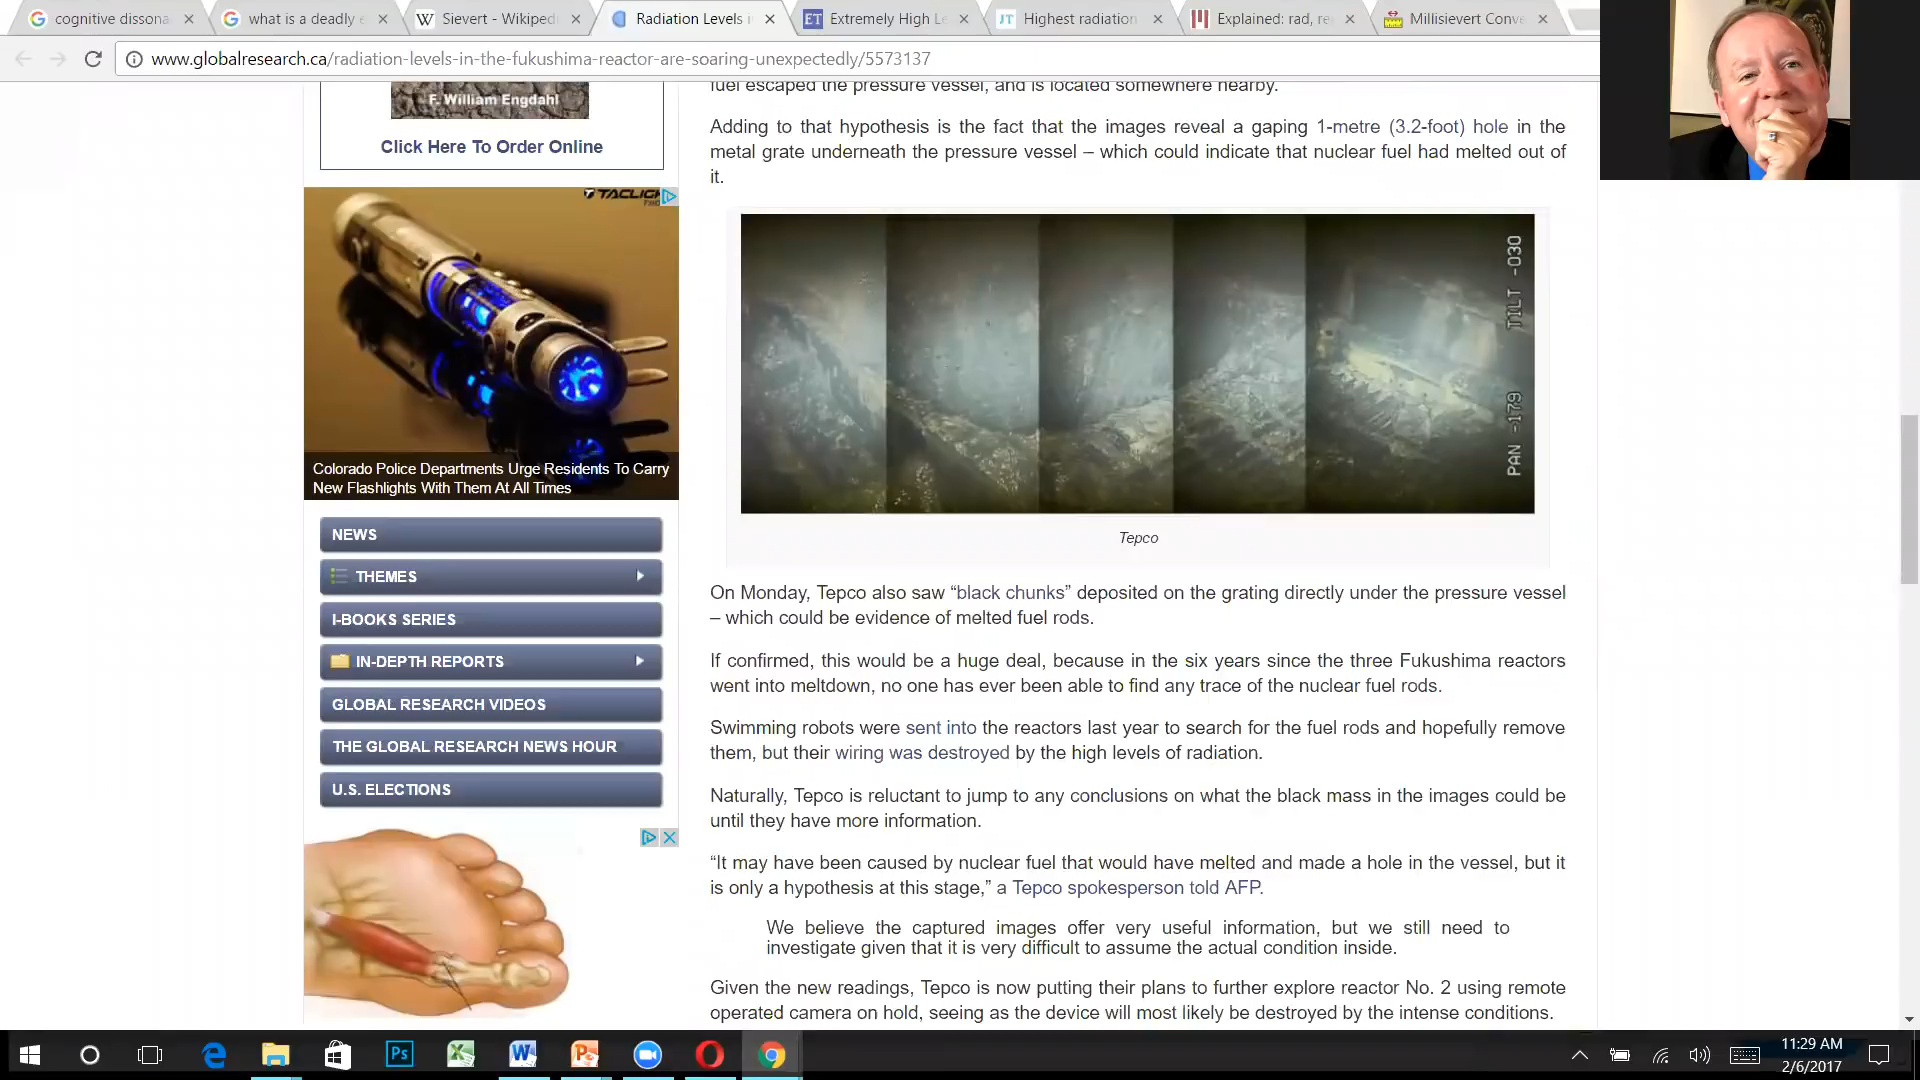 cognitive dissona
what is a deadly
Sievert - Wikiped
Radiation Levels i
Extremely High Le
Highest radiation
Explained: rad, re
Millisievert Conve
www.globalresearch.ca/radiation-levels-in-the-fukushima-reactor-are-soaring-unexpectedly/5573137
F. William Engdahl
Click Here To Order Online
TACLIGHT
Colorado Police Departments Urge Residents To Carry
New Flashlights With Them At All Times
NEWS
THEMES
I-BOOKS SERIES
IN-DEPTH REPORTS
GLOBAL RESEARCH VIDEOS
THE GLOBAL RESEARCH NEWS HOUR
U.S. ELECTIONS
fuel escaped the pressure vessel, and is located somewhere nearby.
Adding to that hypothesis is the fact that the images reveal a gaping 1-metre (3.2-foot) hole in the
metal grate underneath the pressure vessel – which could indicate that nuclear fuel had melted out of
it.
PAN -179 TILT -030
Tepco
On Monday, Tepco also saw “black chunks” deposited on the grating directly under the pressure vessel
– which could be evidence of melted fuel rods.
If confirmed, this would be a huge deal, because in the six years since the three Fukushima reactors
went into meltdown, no one has ever been able to find any trace of the nuclear fuel rods.
Swimming robots were sent into the reactors last year to search for the fuel rods and hopefully remove
them, but their wiring was destroyed by the high levels of radiation.
Naturally, Tepco is reluctant to jump to any conclusions on what the black mass in the images could be
until they have more information.
“It may have been caused by nuclear fuel that would have melted and made a hole in the vessel, but it
is only a hypothesis at this stage,” a Tepco spokesperson told AFP.
We believe the captured images offer very useful information, but we still need to
investigate given that it is very difficult to assume the actual condition inside.
Given the new readings, Tepco is now putting their plans to further explore reactor No. 2 using remote
operated camera on hold, seeing as the device will most likely be destroyed by the intense conditions.
11:29 AM
2/6/2017